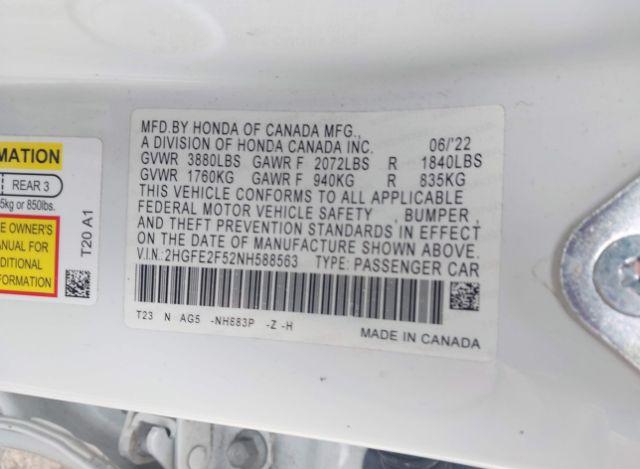 MATION
REAR 3
5kg or 850lbs.
E OWNER'S
ANUAL FOR
DITIONAL
ORMATION
T20 A1
MFD.BY HONDA OF CANADA MFG.,
A DIVISION OF HONDA CANADA INC. 06/'22
GVWR 3880LBS GAWR F 2072LBS R 1840LBS
GVWR 1760KG GAWR F 940KG R 835KG
THIS VEHICLE CONFORMS TO ALL APPLICABLE
FEDERAL MOTOR VEHICLE SAFETY , BUMPER ,
AND THEFT PREVENTION STANDARDS IN EFFECT
ON THE DATE OF MANUFACTURE SHOWN ABOVE.
V.I.N.:2HGFE2F52NH588563 TYPE: PASSENGER CAR
T23 N AG5 -NH883P -Z -H
MADE IN CANADA